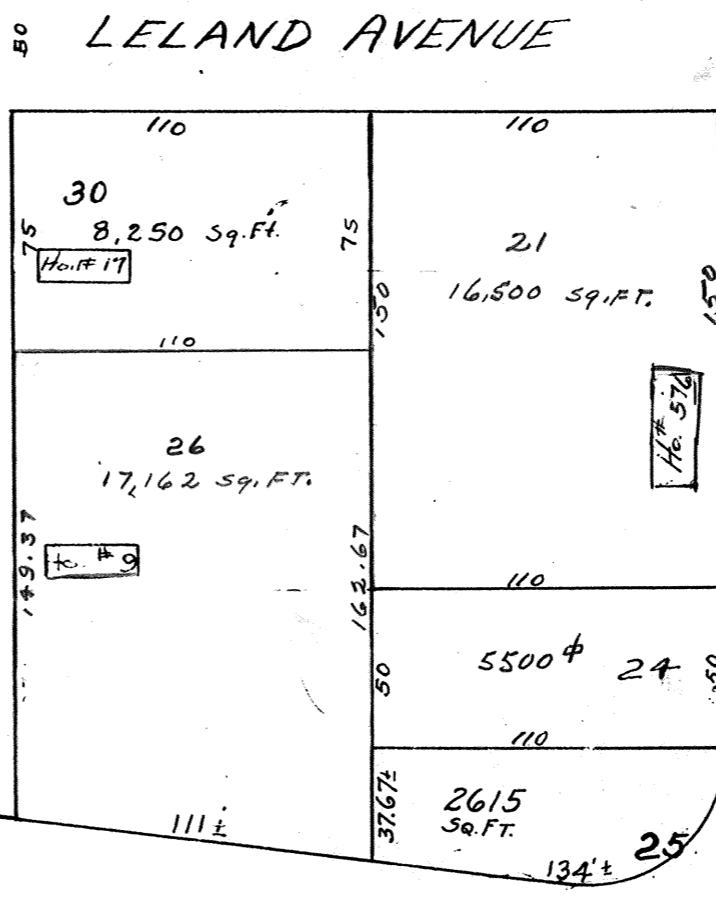 50 LELAND AVENUE
110
110
30
8,250 Sq.Ft.
75
75
Ho.# 17
21
16,500 Sq.FT.
150
150
Ho.# 576
110
26
17,162 Sq.FT.
149.37
Ho. # 9
162.67
110
5500 ϕ 24
50
50
110
37.67±
2615
SQ.FT.
25
111 ±
134'±